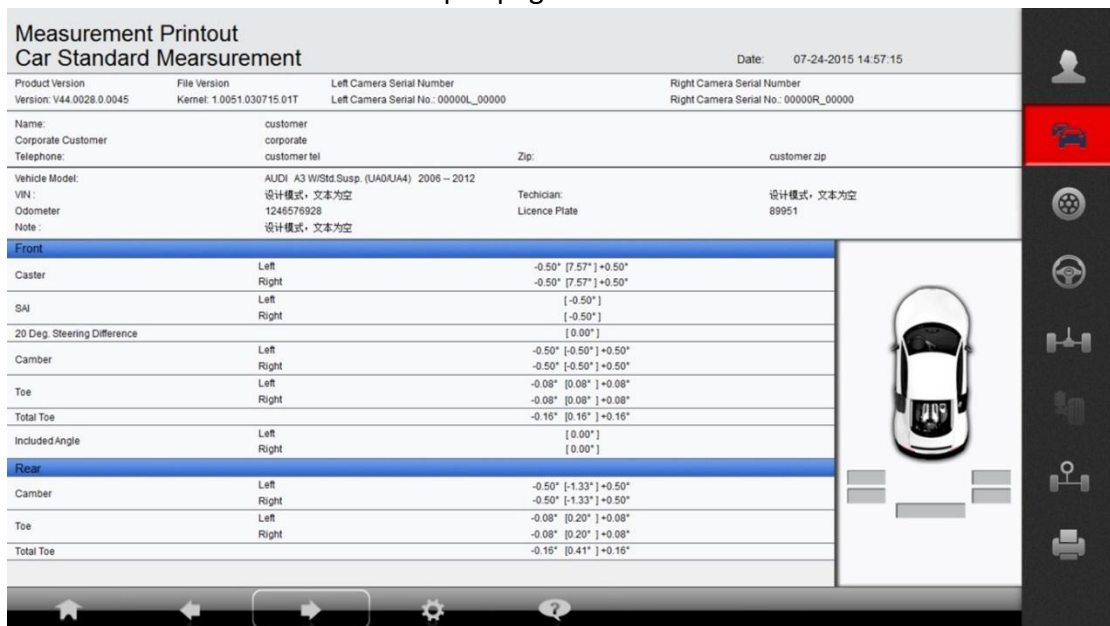 Measurement Printout
Car Standard Mearsurement
Date: 07-24-2015 14:57:15
Product Version File Version Left Camera Serial Number Right Camera Serial Number
Version: V44.0028.0.0045 Kernel: 1.0051.030715.01T Left Camera Serial No.: 00000L_00000 Right Camera Serial No.: 00000R_00000
Name: customer
Corporate Customer corporate
Telephone: customer tel Zip: customer zip
Vehicle Model: AUDI A3 W/Std.Susp. (UA0/UA4) 2006 -- 2012
VIN : 设计模式，文本为空 Techician: 设计模式，文本为空
Odometer 1246576928 Licence Plate 89951
Note : 设计模式，文本为空
Front
Caster Left -0.50° [7.57° ] +0.50°
Right -0.50° [7.57° ] +0.50°
SAI Left [ -0.50° ]
Right [ -0.50° ]
20 Deg. Steering Difference [ 0.00° ]
Camber Left -0.50° [-0.50° ] +0.50°
Right -0.50° [-0.50° ] +0.50°
Toe Left -0.08° [0.08° ] +0.08°
Right -0.08° [0.08° ] +0.08°
Total Toe -0.16° [0.16° ] +0.16°
Included Angle Left [ 0.00° ]
Right [ 0.00° ]
Rear
Camber Left -0.50° [-1.33° ] +0.50°
Right -0.50° [-1.33° ] +0.50°
Toe Left -0.08° [0.20° ] +0.08°
Right -0.08° [0.20° ] +0.08°
Total Toe -0.16° [0.41° ] +0.16°